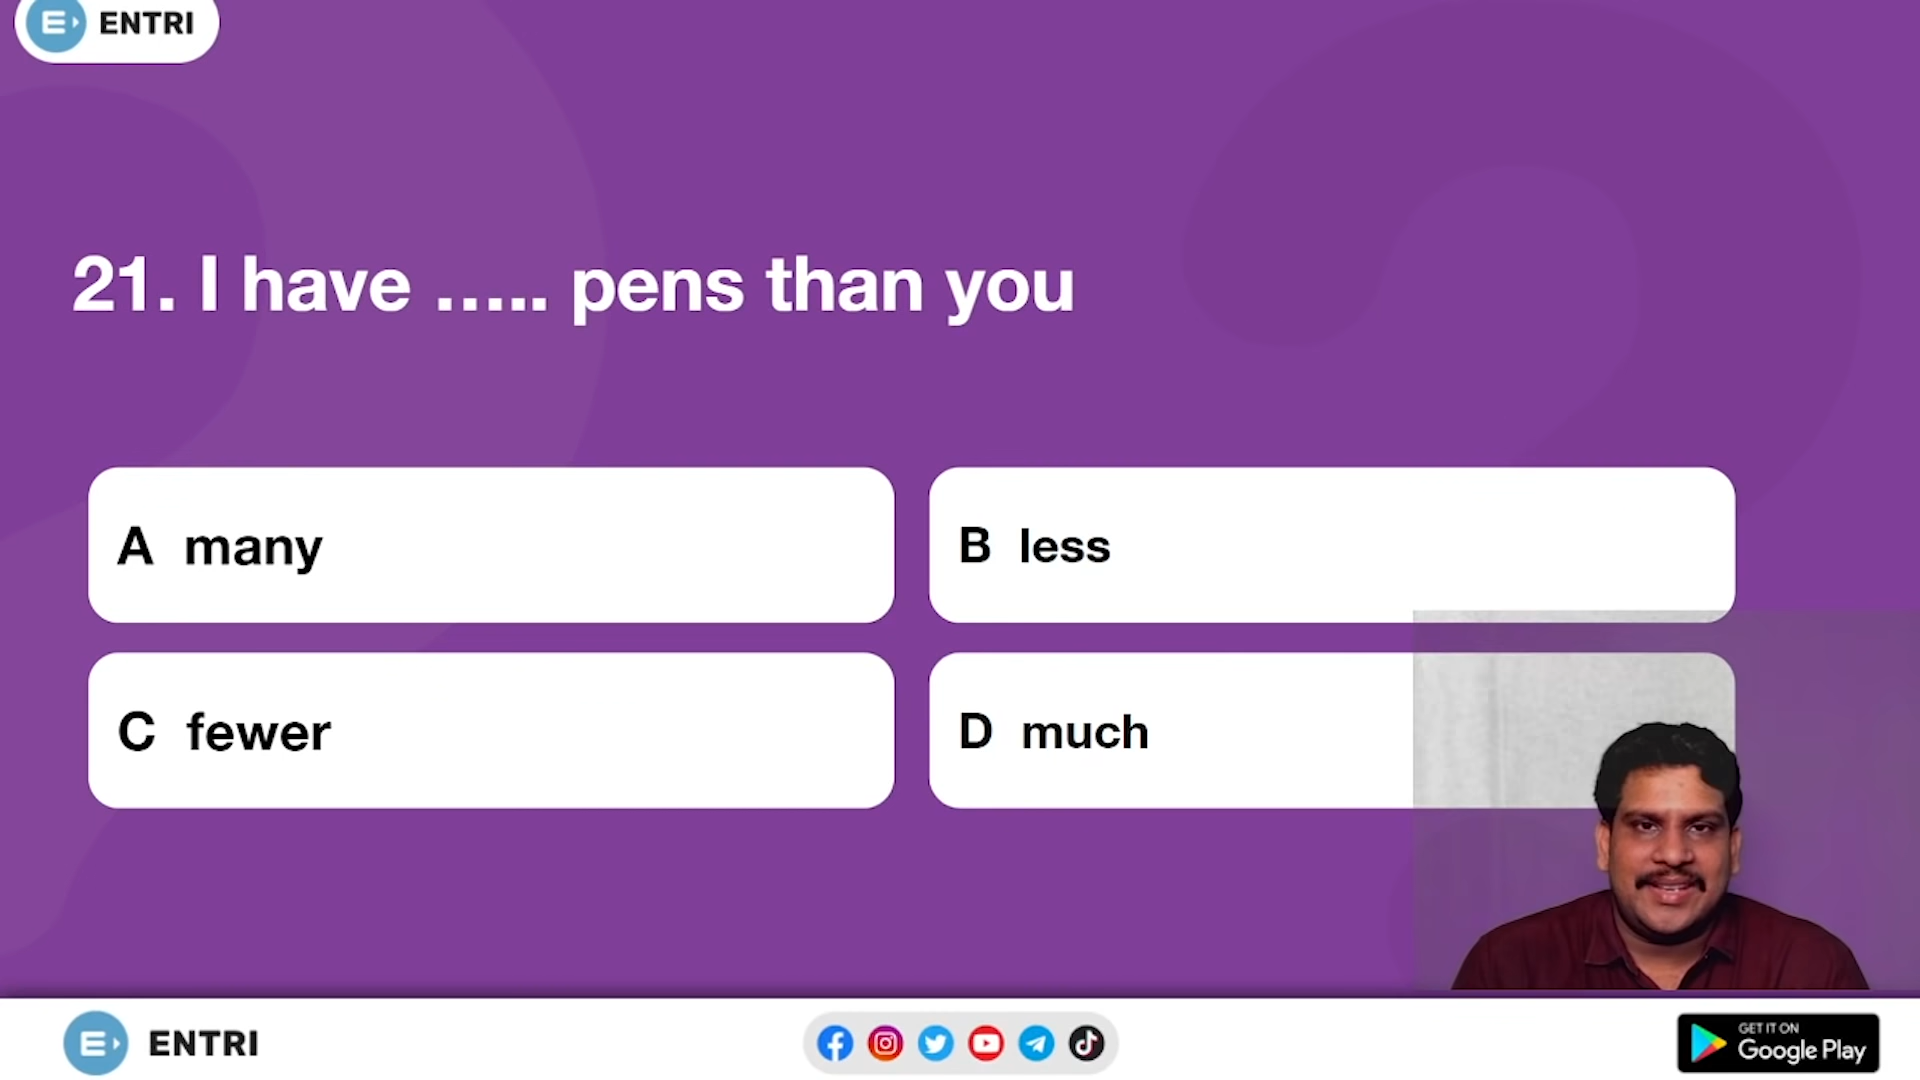 ENTRI
21. I have ..... pens than you
A many
B less
C fewer
D much
ENTRI
GET IT ON
Google Play